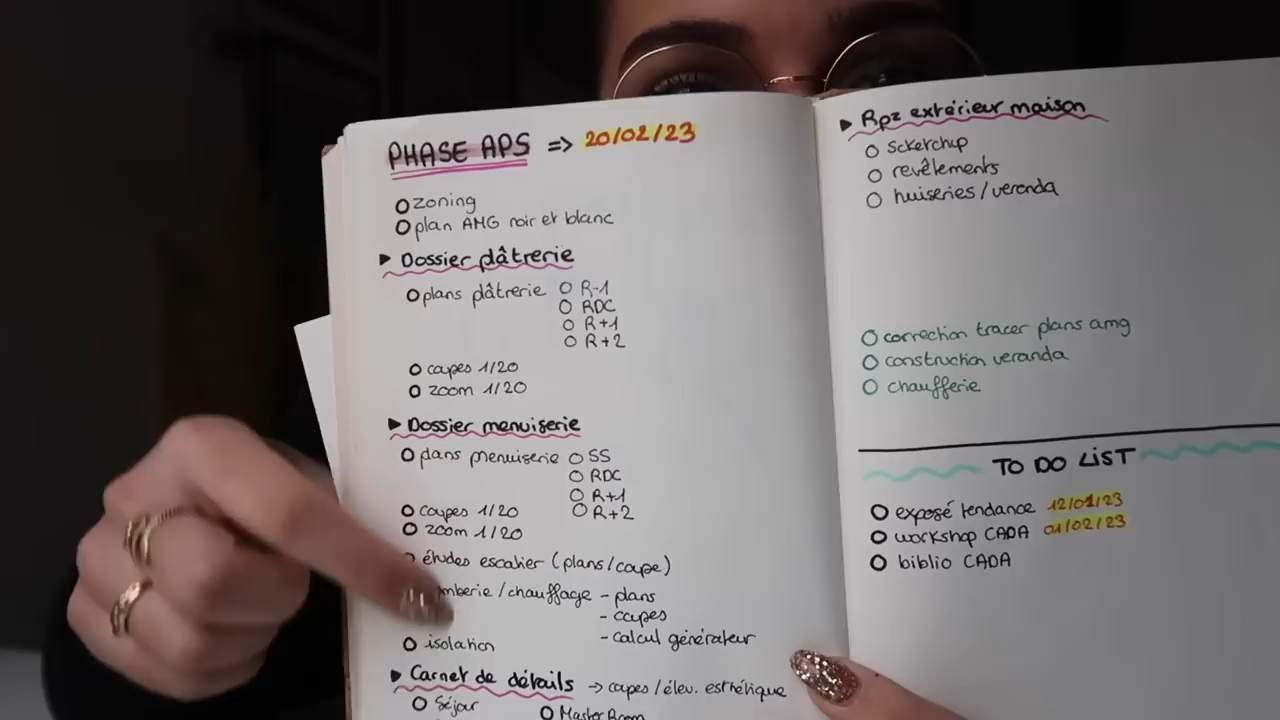 PHASE APS => 20/02/23
zoning
plan AMG noir et blanc
Dossier plâtrerie
plans plâtrerie
R-1
RDC
R+1
R+2
coupes 1/20
zoom 1/20
Dossier menuiserie
plans menuiserie
SS
RDC
R+1
R+2
coupes 1/20
zoom 1/20
études escalier (plans/coupe)
mberie/chauffage - plans
- coupes
- calcul générateur
isolation
Carnet de détails → coupes / élev. esthétique
Séjour
Master Room
Rpz extérieur maison
sckerchup
revêtements
huiseries / veranda
correction tracer plans amg
construction veranda
chaufferie
TO DO LIST
exposé tendance 12/01/23
workshop CADA 01/02/23
biblio CADA